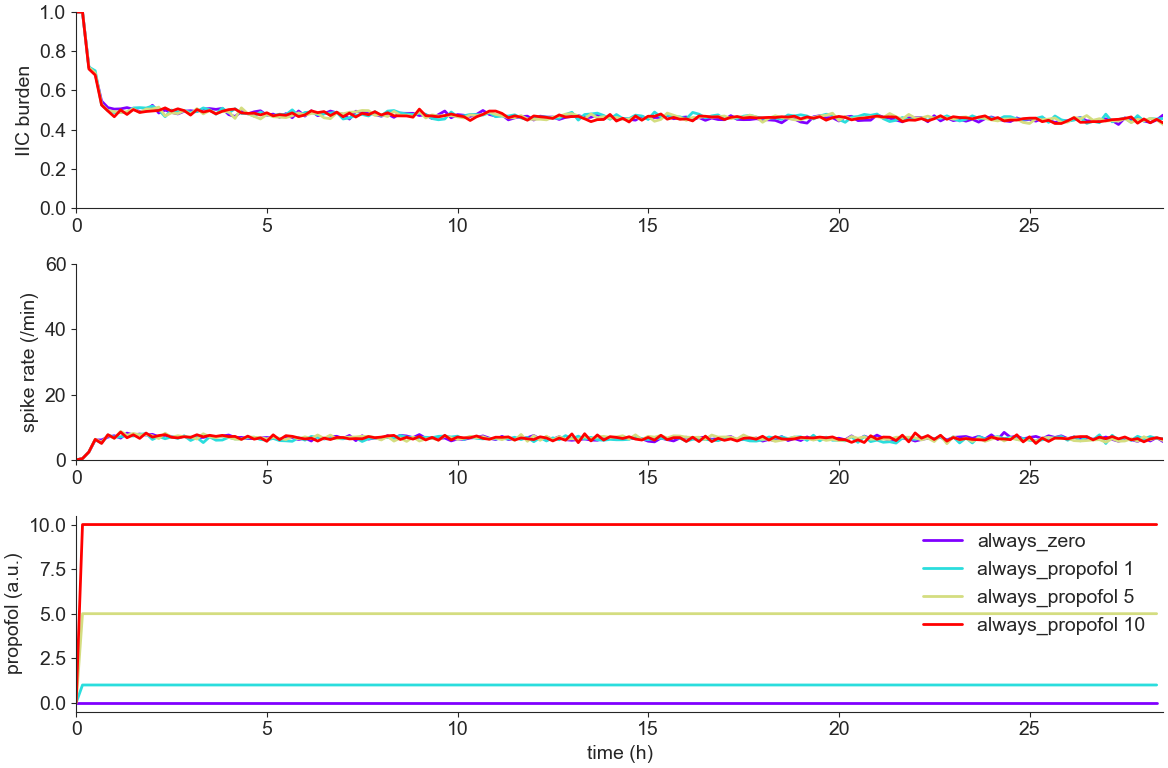 1.0
0.8
0.6
0.4
0.2
0.0
IIC burden
0 5 10 15 20 25
60
40
20
0
spike rate (/min)
0 5 10 15 20 25
10.0
7.5
5.0
2.5
0.0
propofol (a.u.)
always_zero
always_propofol 1
always_propofol 5
always_propofol 10
0 5 10 15 20 25
time (h)